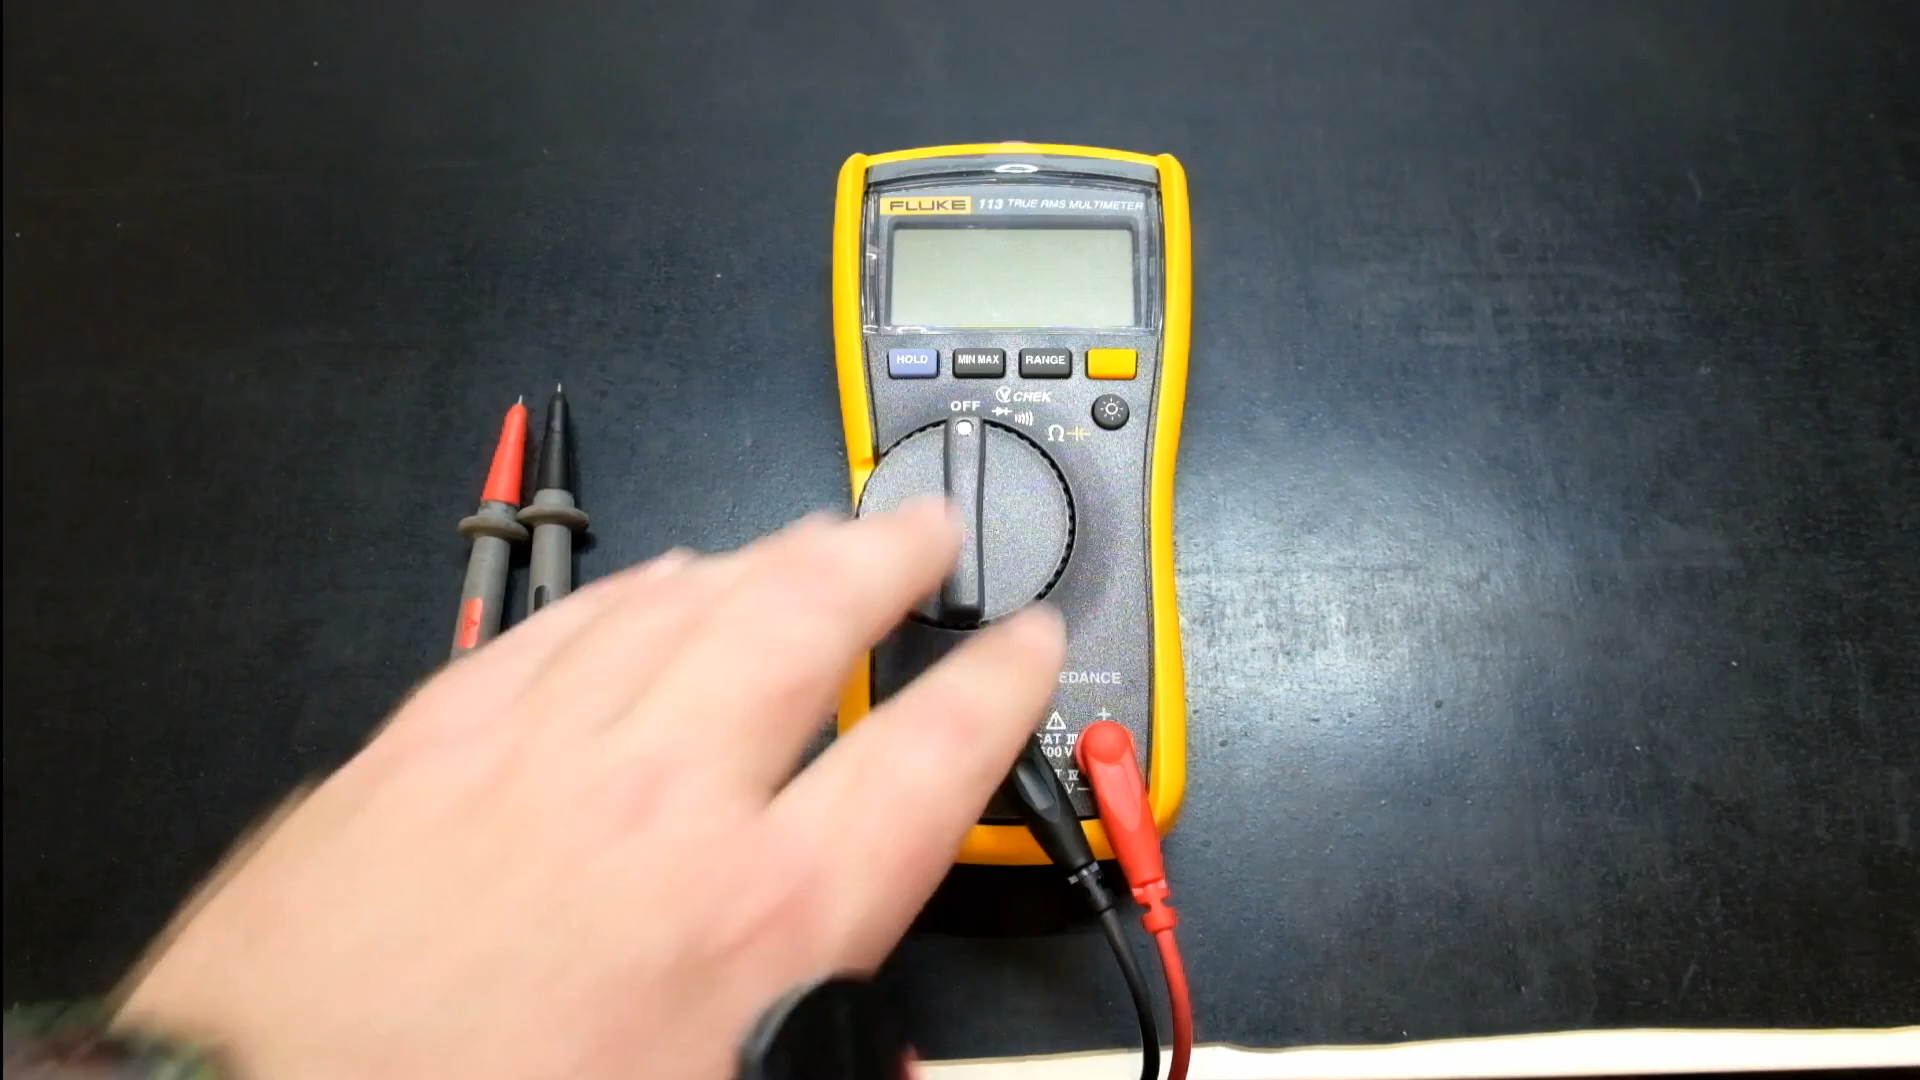 FLUKE 113 TRUE RMS MULTIMETER
HOLD MIN MAX RANGE
OFF
CHEK
Ω
EDANCE
+